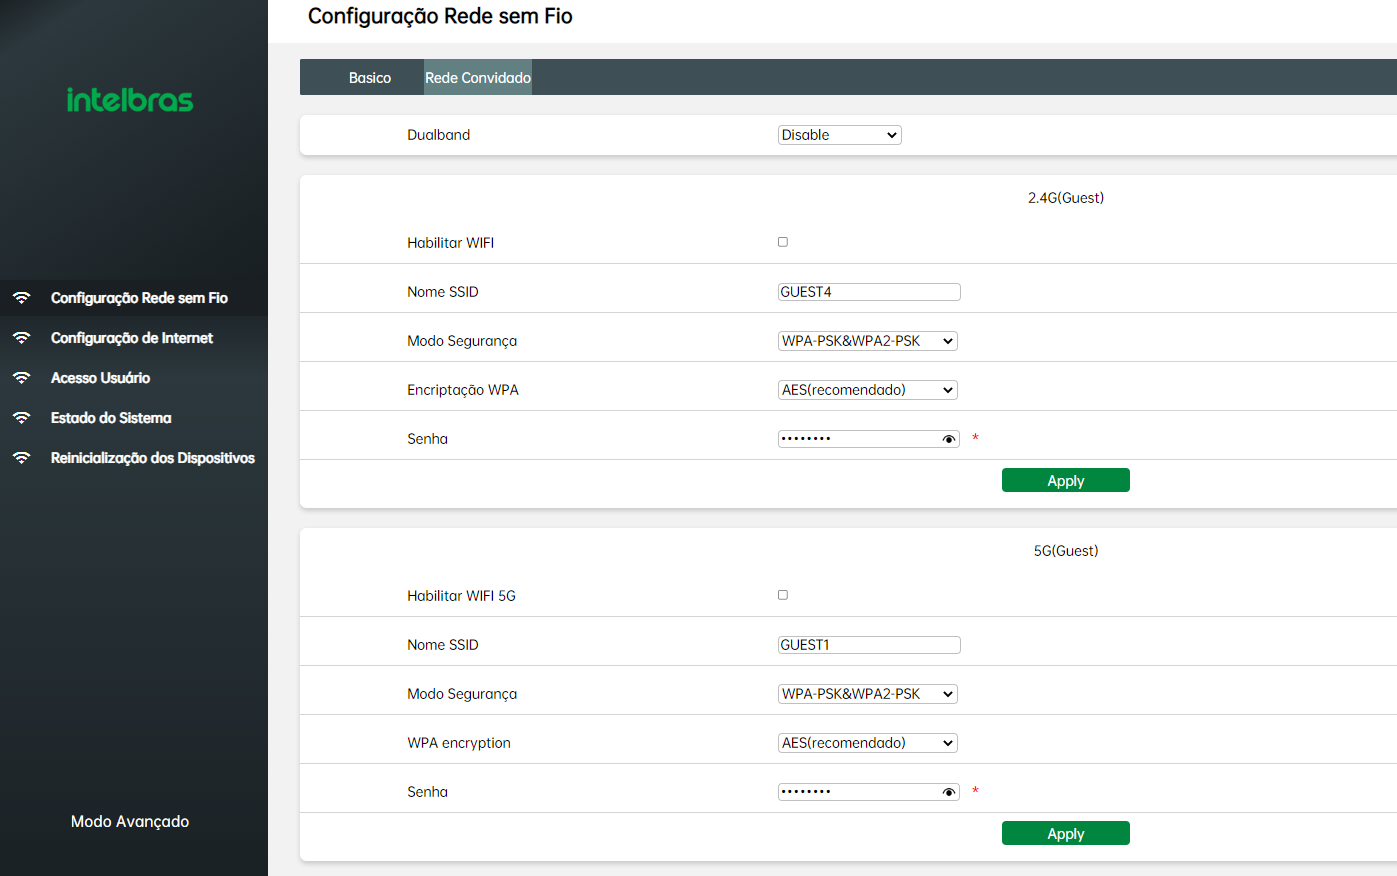 Configuração Rede sem Fio
intelbras
Basico
Rede Convidado
Dualband
Disable
2.4G(Guest)
Habilitar WIFI
Nome SSID
GUEST4
Modo Segurança
WPA-PSK&WPA2-PSK
Encriptação WPA
AES(recomendado)
Senha
•••••••• *
Apply
5G(Guest)
Habilitar WIFI 5G
Nome SSID
GUEST1
Modo Segurança
WPA-PSK&WPA2-PSK
WPA encryption
AES(recomendado)
Senha
•••••••• *
Apply
Configuração Rede sem Fio
Configuração de Internet
Acesso Usuário
Estado do Sistema
Reinicialização dos Dispositivos
Modo Avançado